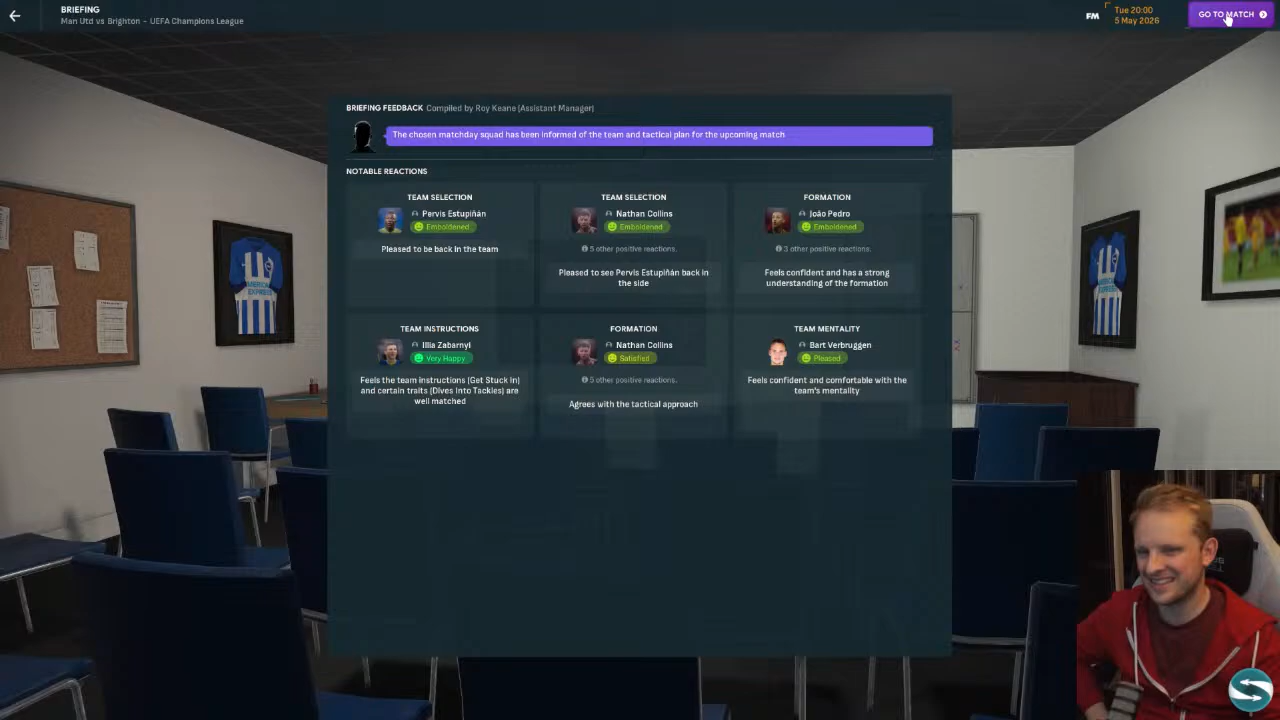 BRIEFING
Man Utd vs Brighton - UEFA Champions League
FM
Tue 20:00
5 May 2026
GO TO MATCH
BRIEFING FEEDBACK Compiled by Roy Keane (Assistant Manager)
The chosen matchday squad has been informed of the team and tactical plan for the upcoming match
NOTABLE REACTIONS
TEAM SELECTION
Pervis Estupiñán
Emboldened
Pleased to be back in the team
TEAM SELECTION
Nathan Collins
Emboldened
5 other positive reactions.
Pleased to see Pervis Estupiñán back in
the side
FORMATION
João Pedro
Emboldened
3 other positive reactions.
Feels confident and has a strong
understanding of the formation
TEAM INSTRUCTIONS
Illia Zabarnyi
Very Happy
Feels the team instructions (Get Stuck In)
and certain traits (Dives Into Tackles) are
well matched
FORMATION
Nathan Collins
Satisfied
5 other positive reactions.
Agrees with the tactical approach
TEAM MENTALITY
Bart Verbruggen
Pleased
Feels confident and comfortable with the
team's mentality
AMERICAN
EXPRESS